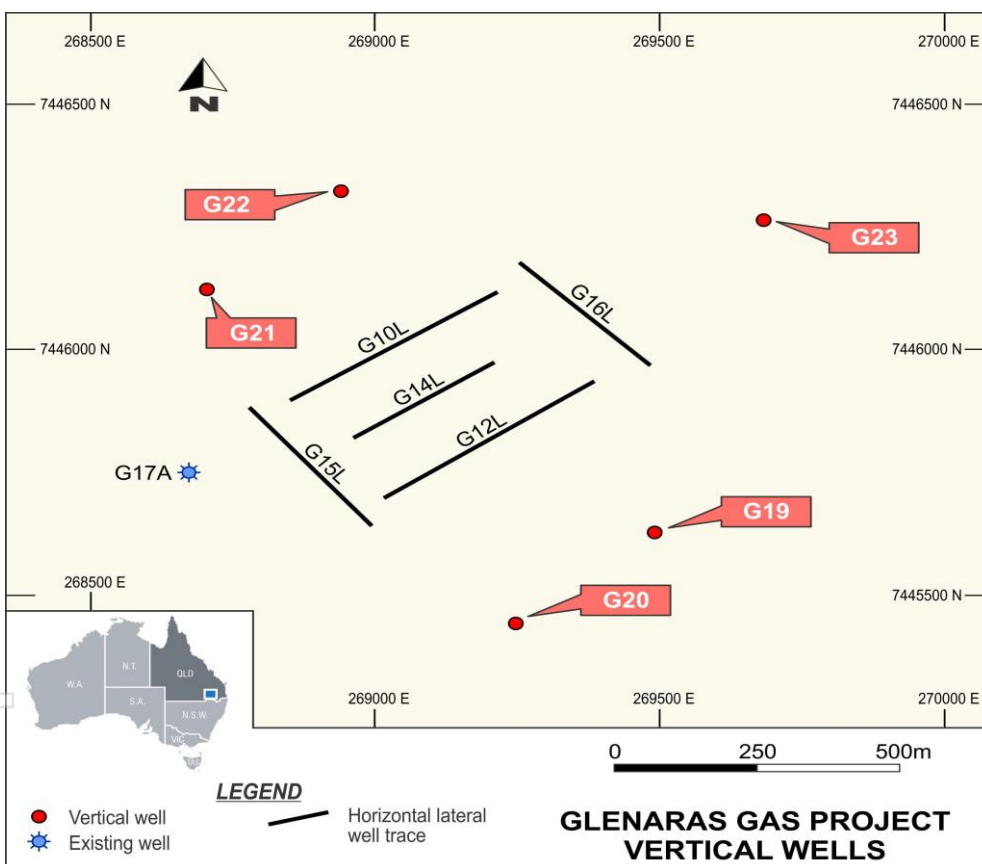 268500 E
269000 E
269500 E
270000 E
7446500 N
7446500 N
N
G22
G23
G21
G16L
G10L
7446000 N
7446000 N
G14L
G12L
G15L
G17A
G19
268500 E
7445500 N
G20
W.A.
N.T.
QLD
S.A.
N.S.W.
VIC
269000 E
269500 E
270000 E
0 250 500m
LEGEND
Vertical well
Existing well
Horizontal lateral
well trace
GLENARAS GAS PROJECT
VERTICAL WELLS